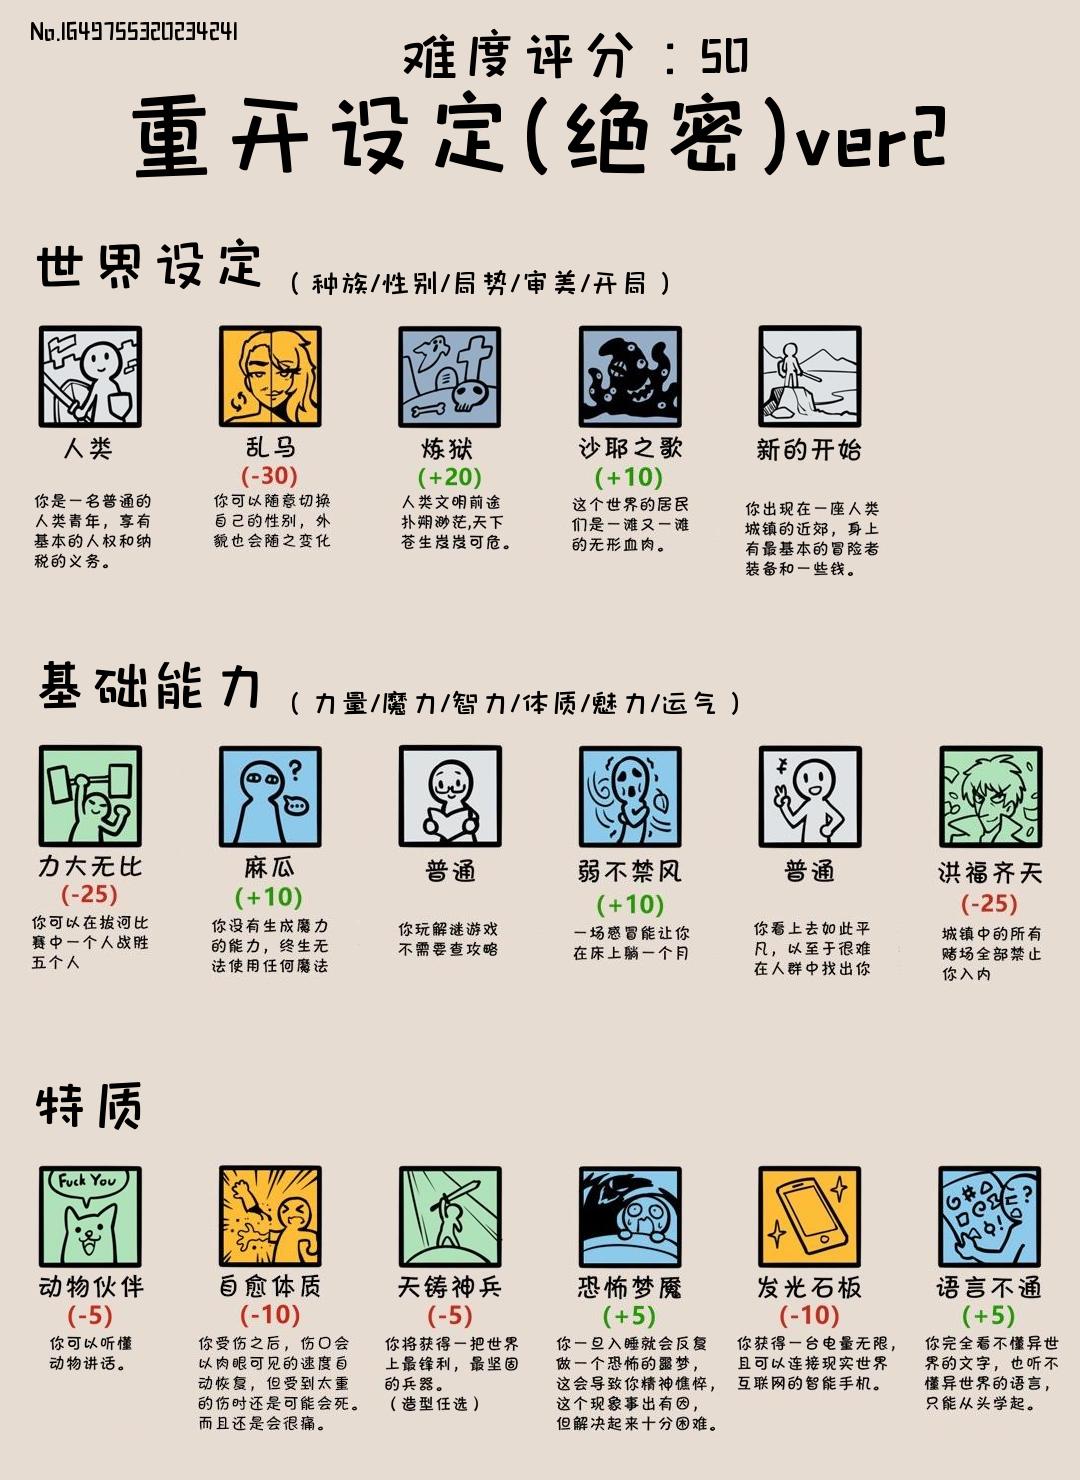 No.1649755320234241
难度评分：50
重开设定(绝密)ver2
世界设定 (种族/性别/局势/审美/开局)
人类
乱马
炼狱
沙耶之歌
新的开始
(-30)
(+20)
(+10)
你是一名普通的
人类青年，享有
基本的人权和纳
税的义务。
你可以随意切换
自己的性别，外
貌也会随之变化
人类文明前途
扑朔渺茫,天下
苍生岌岌可危。
这个世界的居民
们是一滩又一滩
的无形血肉。
你出现在一座人类
城镇的近郊，身上
有最基本的冒险者
装备和一些钱。
基础能力 (力量/魔力/智力/体质/魅力/运气)
?
力大无比
麻瓜
普通
弱不禁风
普通
洪福齐天
(-25)
(+10)
(+10)
(-25)
你可以在拔河比
赛中一个人战胜
五个人
你没有生成魔力
的能力，终生无
法使用任何魔法
你玩解谜游戏
不需要查攻略
一场感冒能让你
在床上躺一个月
你看上去如此平
凡，以至于很难
在人群中找出你
城镇中的所有
赌场全部禁止
你入内
特质
Fuck You
动物伙伴
自愈体质
天铸神兵
恐怖梦魇
发光石板
语言不通
(-5)
(-10)
(-5)
(+5)
(-10)
(+5)
你可以听懂
动物讲话。
你受伤之后，伤口会
以肉眼可见的速度自
动恢复，但受到太重
的伤时还是可能会死。
而且还是会很痛。
你将获得一把世界
上最锋利，最坚固
的兵器。
（造型任选）
你一旦入睡就会反复
做一个恐怖的噩梦，
这会导致你精神憔悴，
这个现象事出有因，
但解决起来十分困难。
你获得一台电量无限，
且可以连接现实世界
互联网的智能手机。
你完全看不懂异世
界的文字，也听不
懂异世界的语言，
只能从头学起。